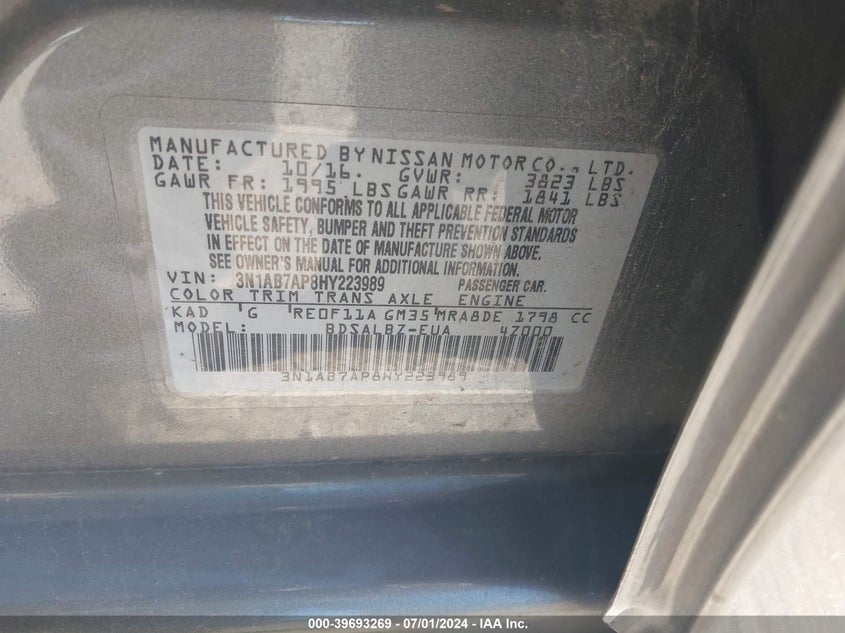 MANUFACTURED BY NISSAN MOTOR CO., LTD.
DATE: 10/16. GVWR: 3823 LBS
GAWR FR: 1995 LBS GAWR RR: 1841 LBS
THIS VEHICLE CONFORMS TO ALL APPLICABLE FEDERAL MOTOR
VEHICLE SAFETY, BUMPER AND THEFT PREVENTION STANDARDS
IN EFFECT ON THE DATE OF MANUFACTURE SHOWN ABOVE.
SEE OWNER'S MANUAL FOR ADDITIONAL INFORMATION.
VIN: 3N1AB7AP8HY223989 PASSENGER CAR.
COLOR TRIM TRANS AXLE ENGINE
KAD G RE0F11A GM35 MRA8DE 1798 CC
MODEL: BDSALBZ-EUA 47000
3N1AB7AP8HY223989
000-39693269 - 07/01/2024 - IAA Inc.